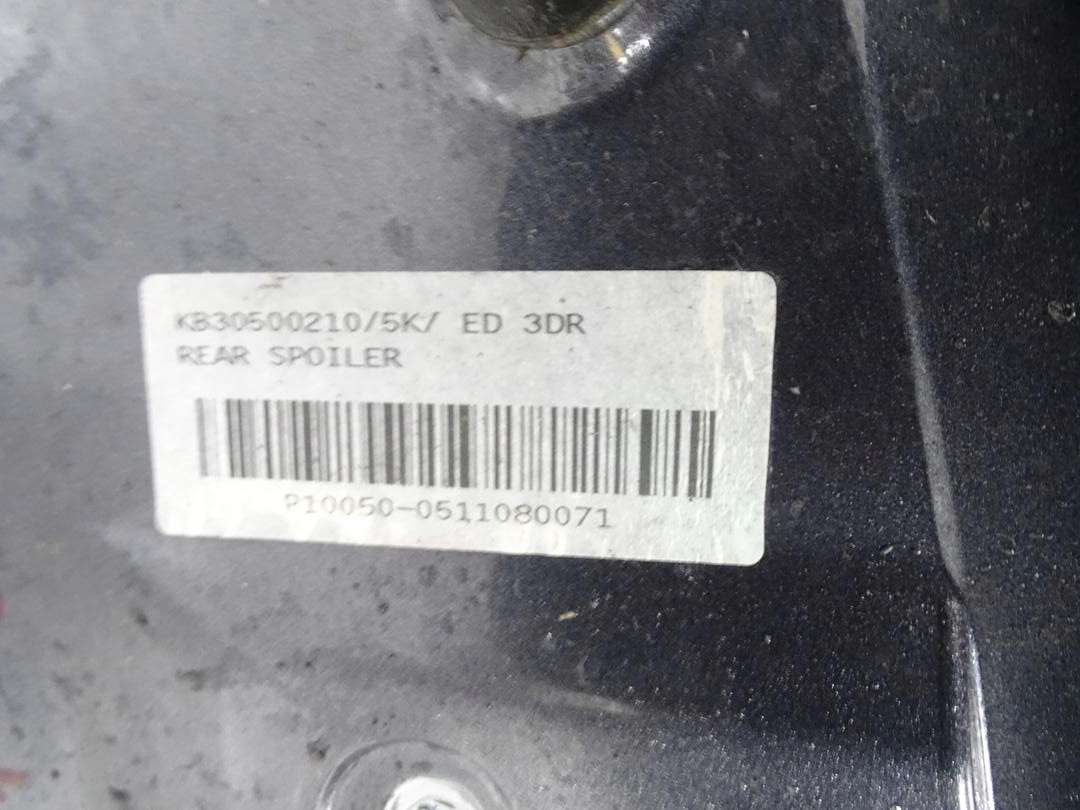 KB30500210/5K/ ED 3DR
REAR SPOILER
P10050-0511080071